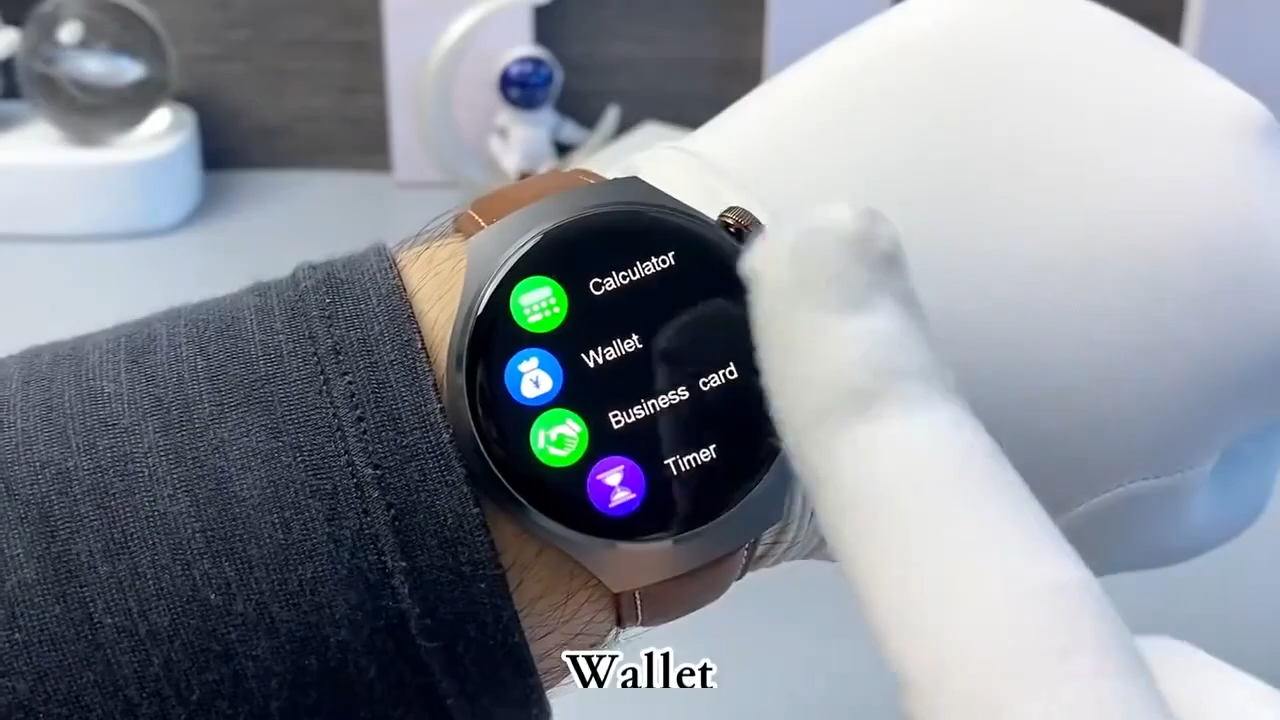 Calculator
Wallet
Business card
Timer
Wallet